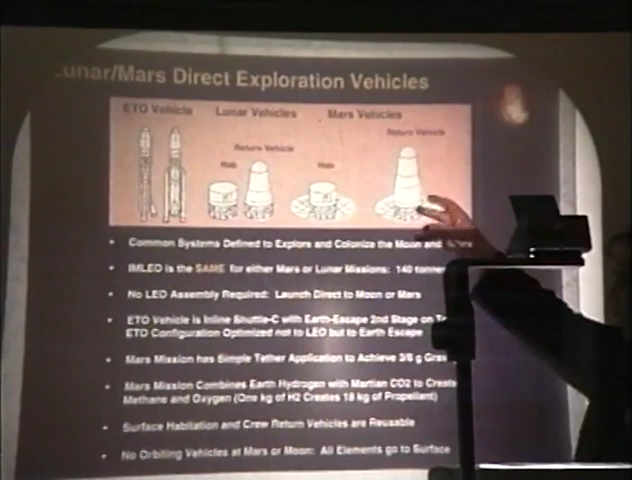 unar/Mars Direct Exploration Vehicles
ETO Vehicle Lunar Vehicles Mars Vehicles
Return Vehicle
Return Vehicle
Hab Hab
• Common Systems Defined to Explore and Colonize the Moon and
• IMLEO is the SAME for either Mars or Lunar Missions: 140 tonnes
• No LEO Assembly Required: Launch Direct to Moon or Mars
• ETO Vehicle is Inline Shuttle-C with Earth-Escape 2nd Stage on
ETO Configuration Optimized not to LEO but to Earth Escape
• Mars Mission has Simple Tether Application to Achieve 3/8 g
• Mars Mission Combines Earth Hydrogen with Martian CO2 to Create
Methane and Oxygen (One kg of H2 Creates 18 kg of Propellant)
• Surface Habitation and Crew Return Vehicles are Reusable
• No Orbiting Vehicles at Mars or Moon: All Elements go to Surface